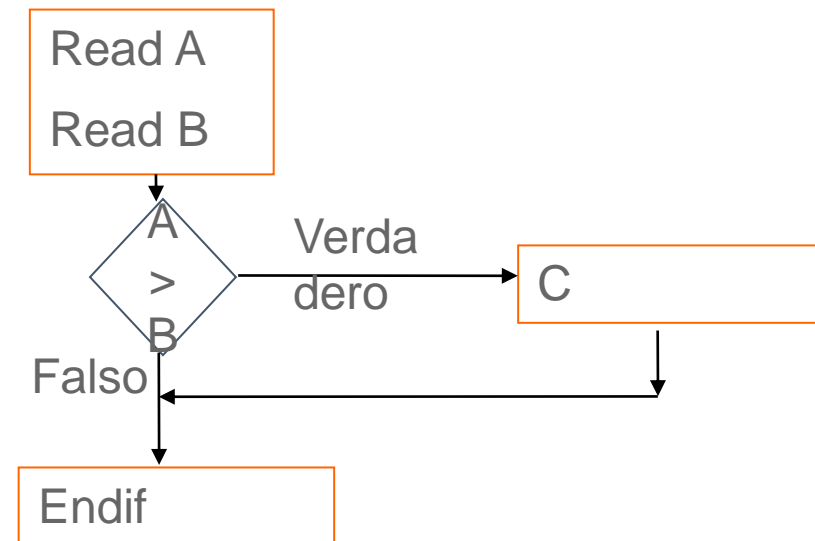 Read A
Read B
A
>
B
Verda
dero
C
Falso
Endif